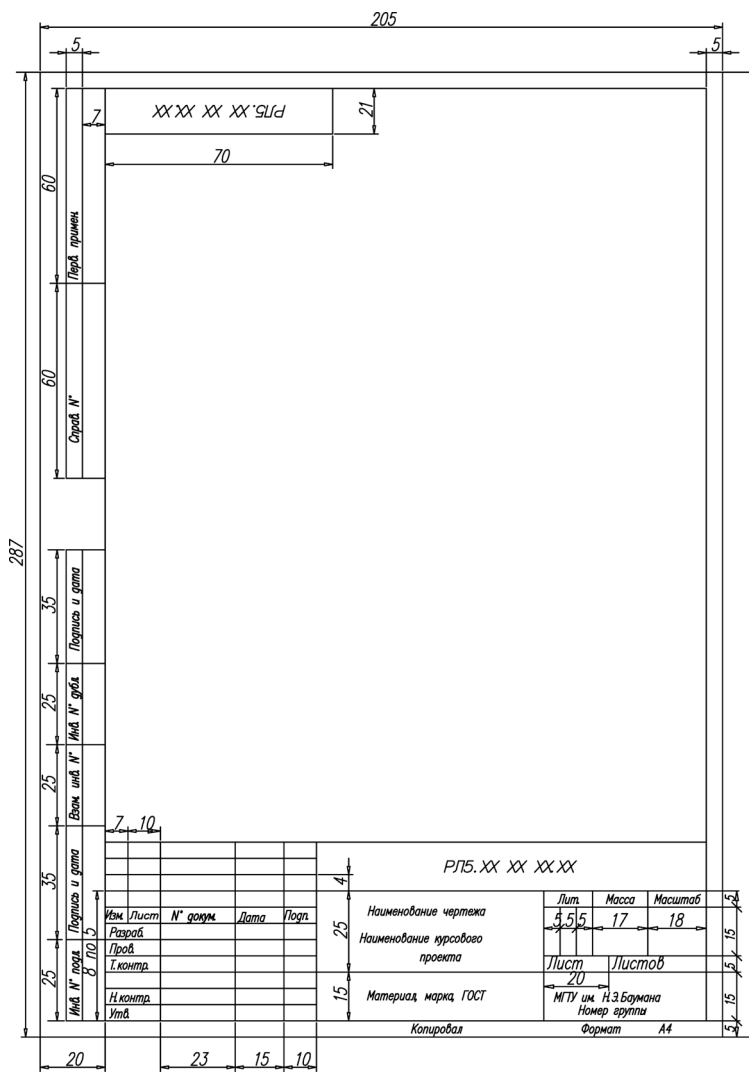 205
5
5
7
РЛ5.XX XX XX.XX
21
70
60
Перв. примен.
60
Справ. N°
287
35
Подпись и дата
25
Инв. N° дубл.
25
Взам. инв. N°
35
Подпись и дата
25
Инв. N° подл.
8 по 5
7 10
РЛ5.XX XX XX.XX
4
Изм. Лист N° докум. Дата Подп.
Разраб.
Пров.
Т.контр.
Н.контр.
Утв.
25
15
Наименование чертежа
Наименование курсового
проекта
Материал, марка, ГОСТ
Лит. Масса Масштаб
5 5 5 17 18
Лист Листов
20
МГТУ им. Н.Э.Баумана
Номер группы
5
15
5
15
5
Копировал Формат А4
20 23 15 10